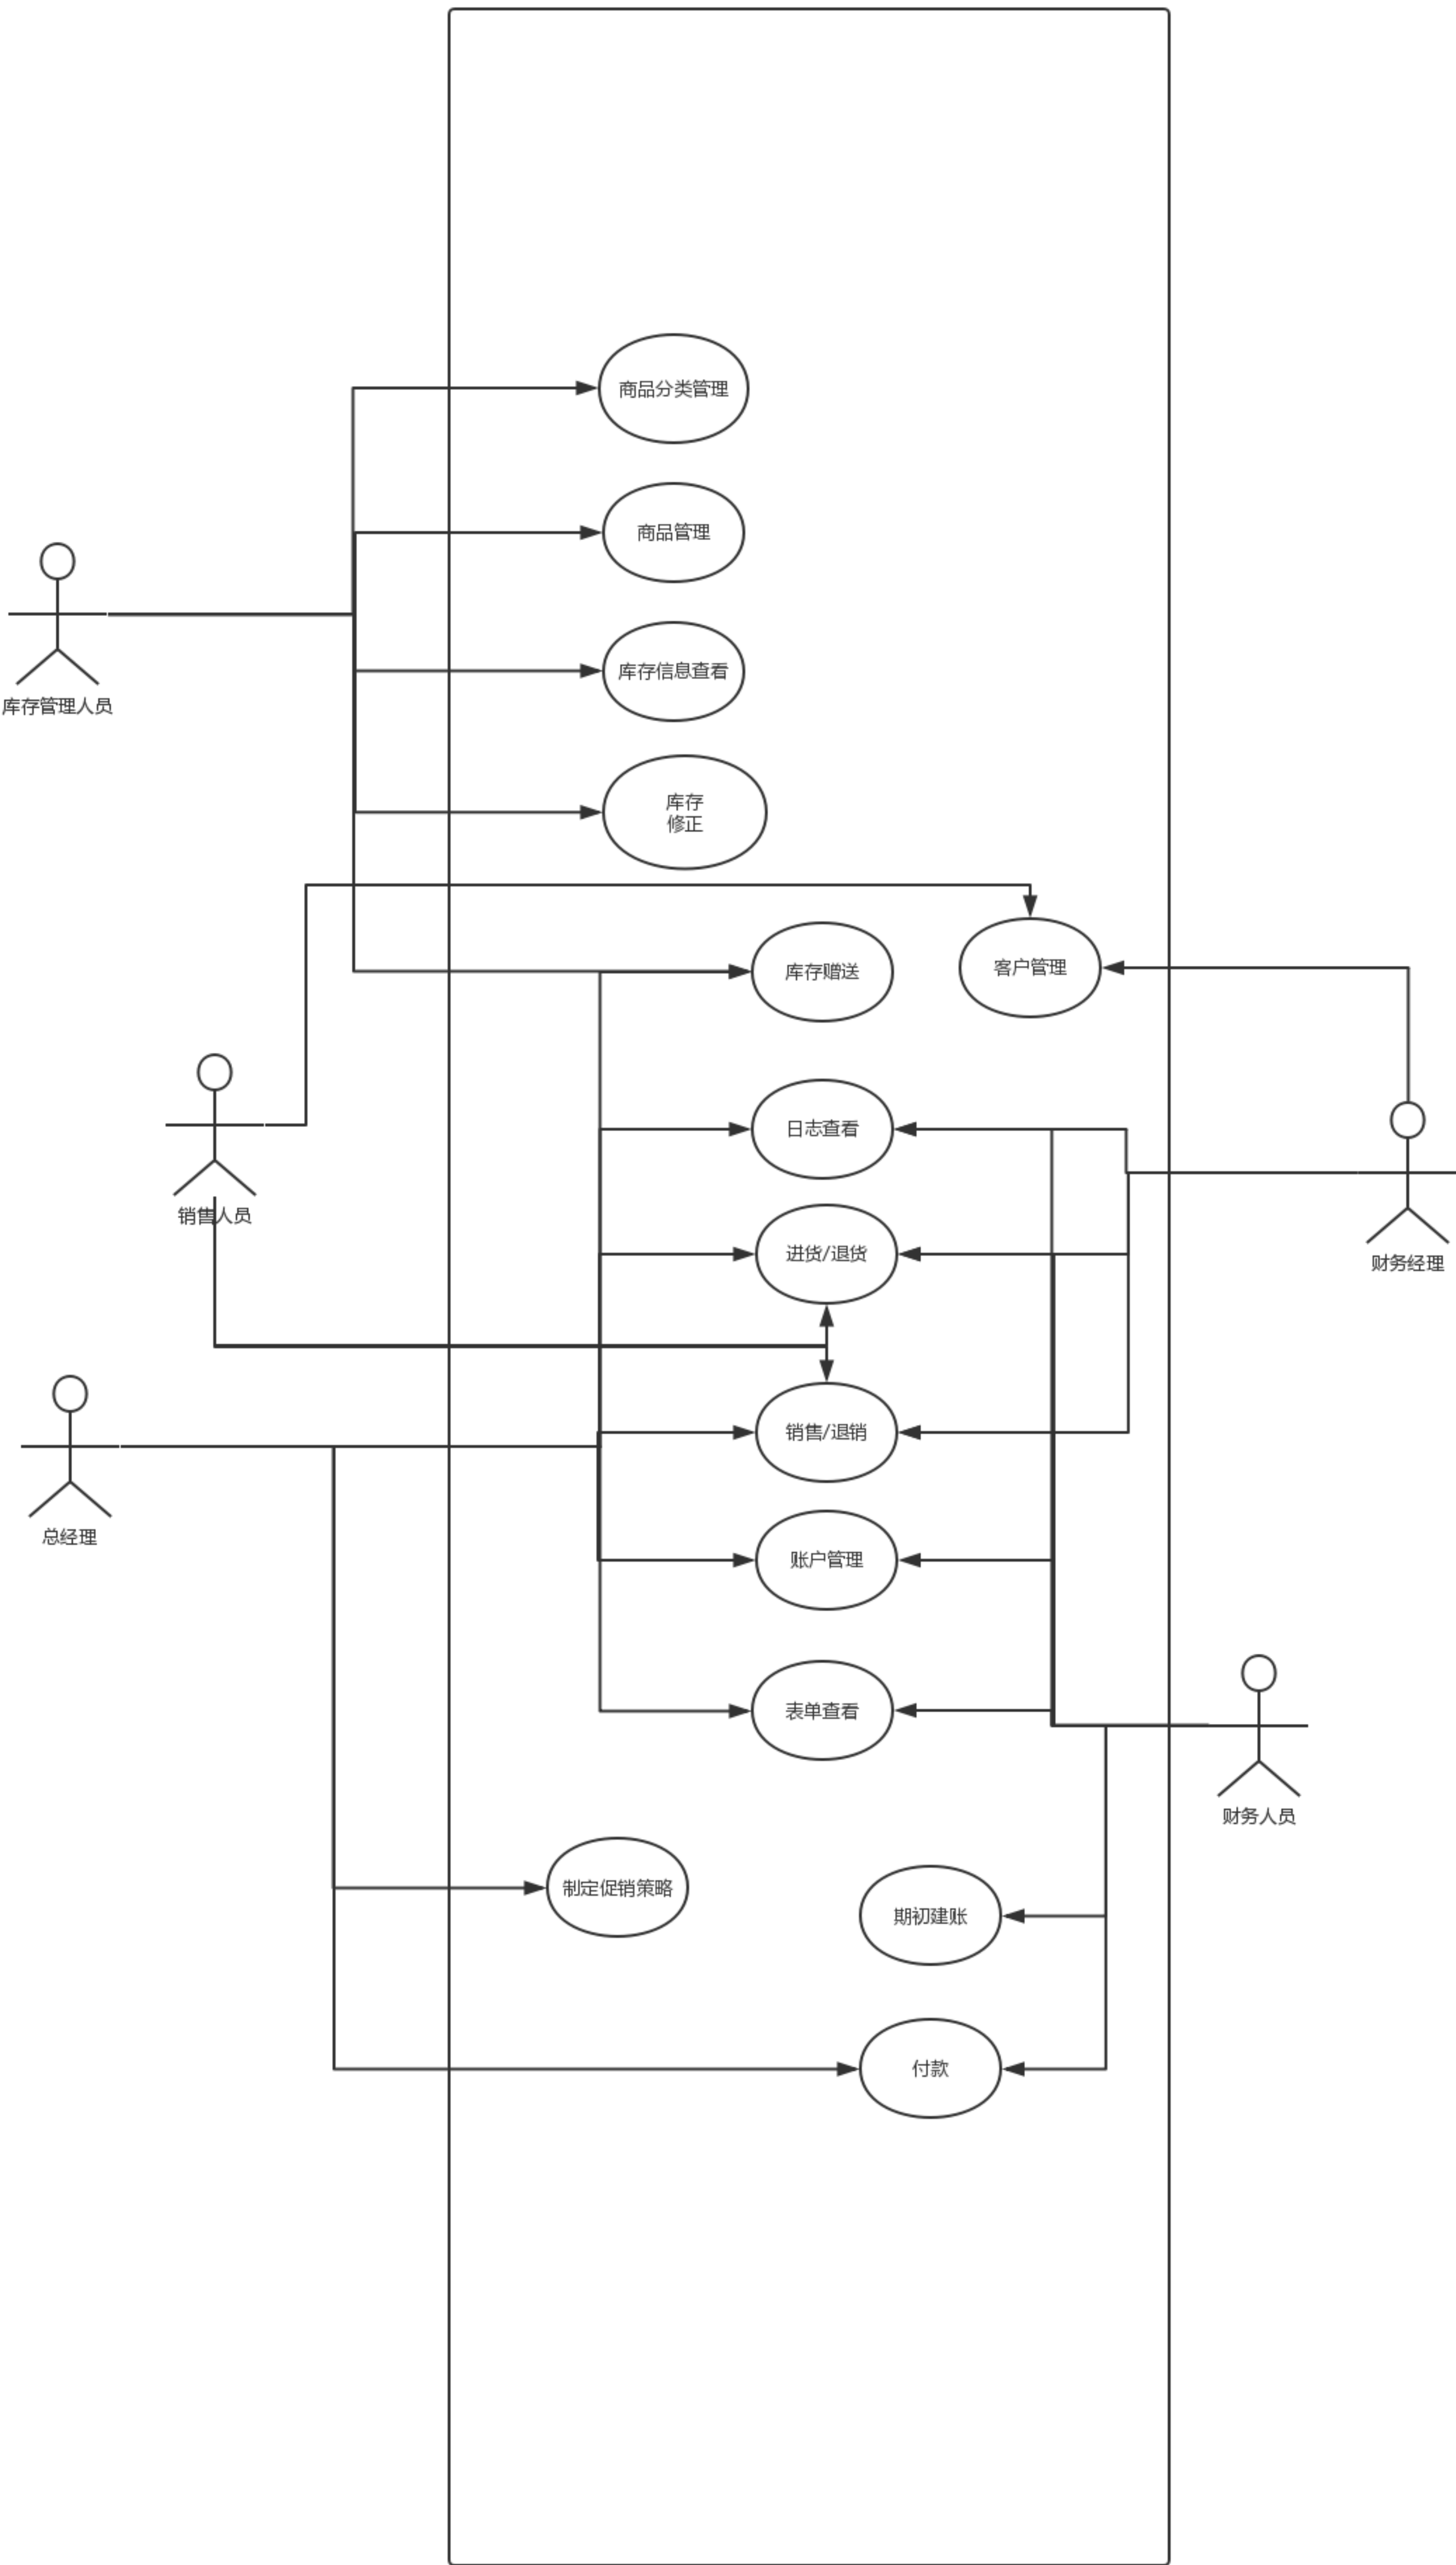 商品分类管理
商品管理
库存信息查看
库存管理人员
库存
修正
库存赠送
客户管理
日志查看
销售人员
进货/退货
财务经理
销售/退销
总经理
账户管理
表单查看
财务人员
制定促销策略
期初建账
付款